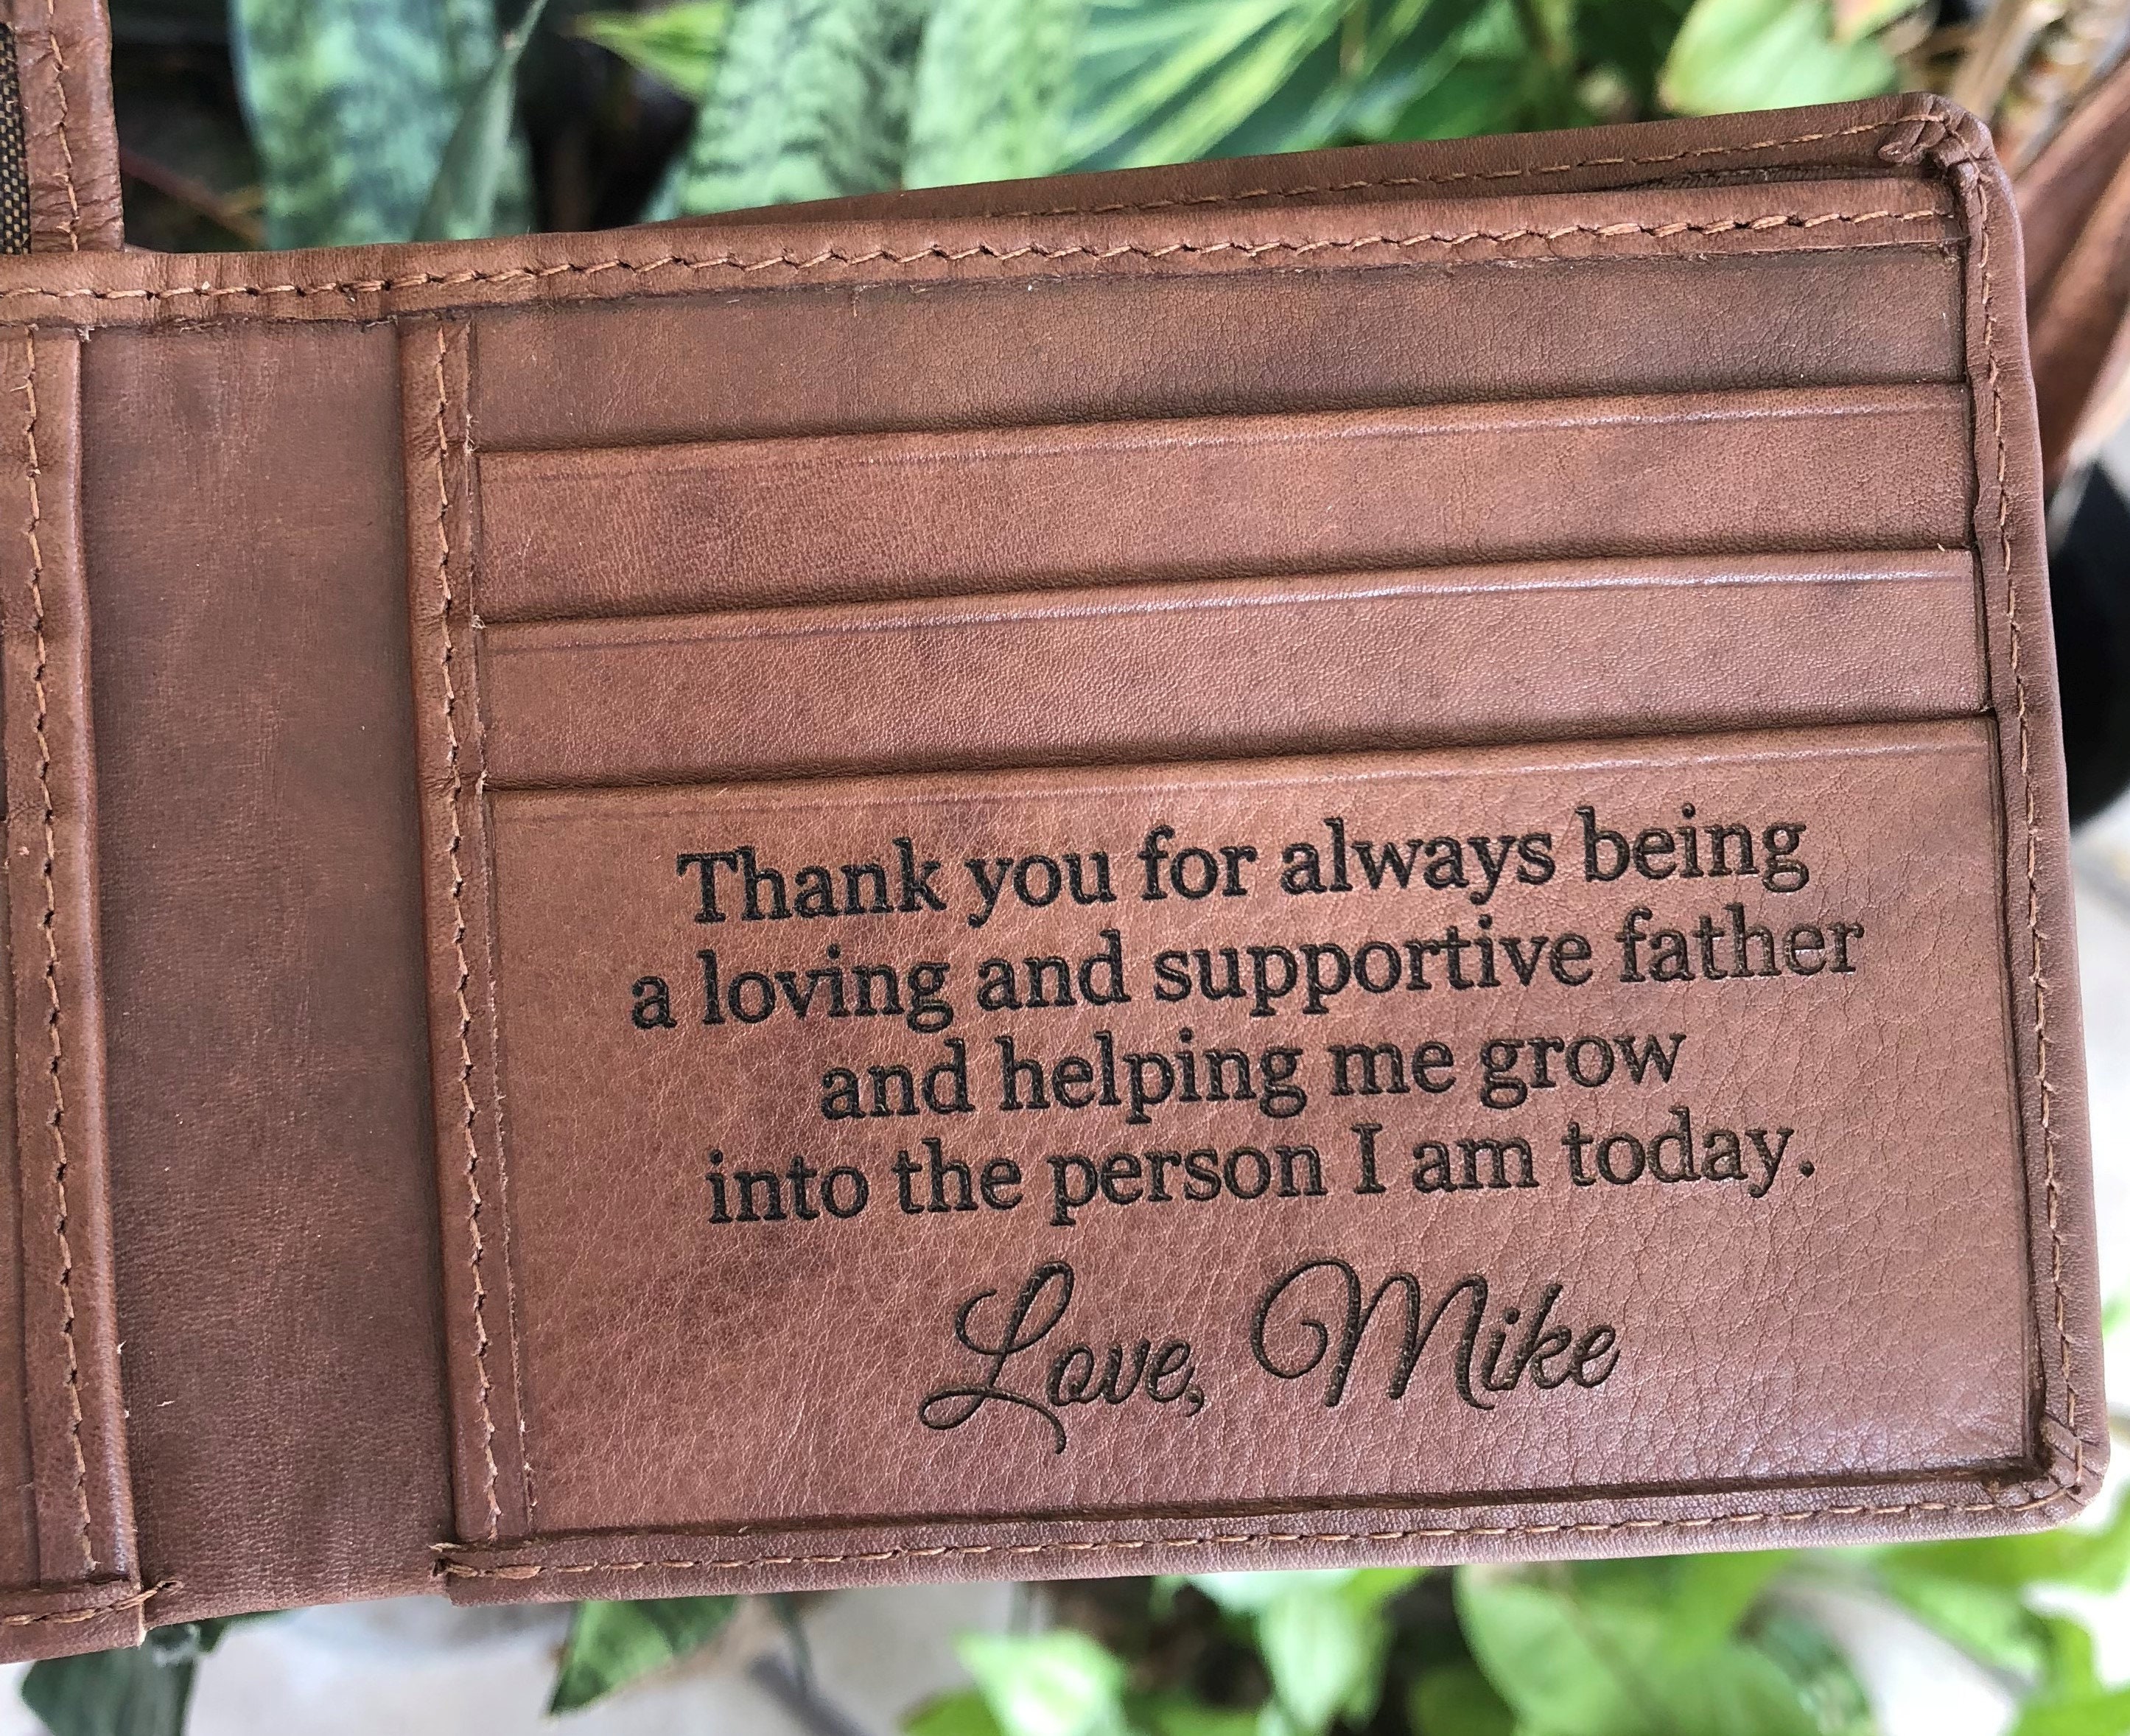 Thank you for always being
a loving and supportive father
and helping me grow
into the person I am today.
Love, Mike